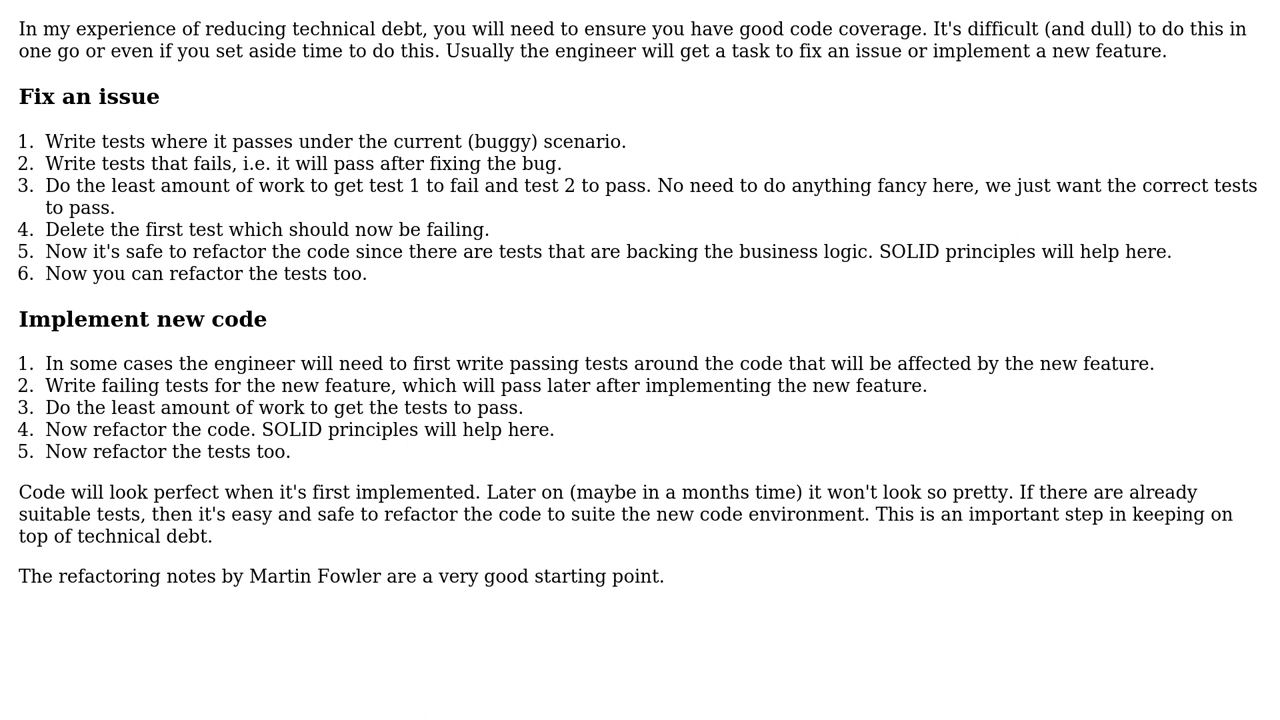 In my experience of reducing technical debt, you will need to ensure you have good code coverage. It's difficult (and dull) to do this in
one go or even if you set aside time to do this. Usually the engineer will get a task to fix an issue or implement a new feature.
Fix an issue
1. Write tests where it passes under the current (buggy) scenario.
2. Write tests that fails, i.e. it will pass after fixing the bug.
3. Do the least amount of work to get test 1 to fail and test 2 to pass. No need to do anything fancy here, we just want the correct tests
to pass.
4. Delete the first test which should now be failing.
5. Now it's safe to refactor the code since there are tests that are backing the business logic. SOLID principles will help here.
6. Now you can refactor the tests too.
Implement new code
1. In some cases the engineer will need to first write passing tests around the code that will be affected by the new feature.
2. Write failing tests for the new feature, which will pass later after implementing the new feature.
3. Do the least amount of work to get the tests to pass.
4. Now refactor the code. SOLID principles will help here.
5. Now refactor the tests too.
Code will look perfect when it's first implemented. Later on (maybe in a months time) it won't look so pretty. If there are already
suitable tests, then it's easy and safe to refactor the code to suite the new code environment. This is an important step in keeping on
top of technical debt.
The refactoring notes by Martin Fowler are a very good starting point.